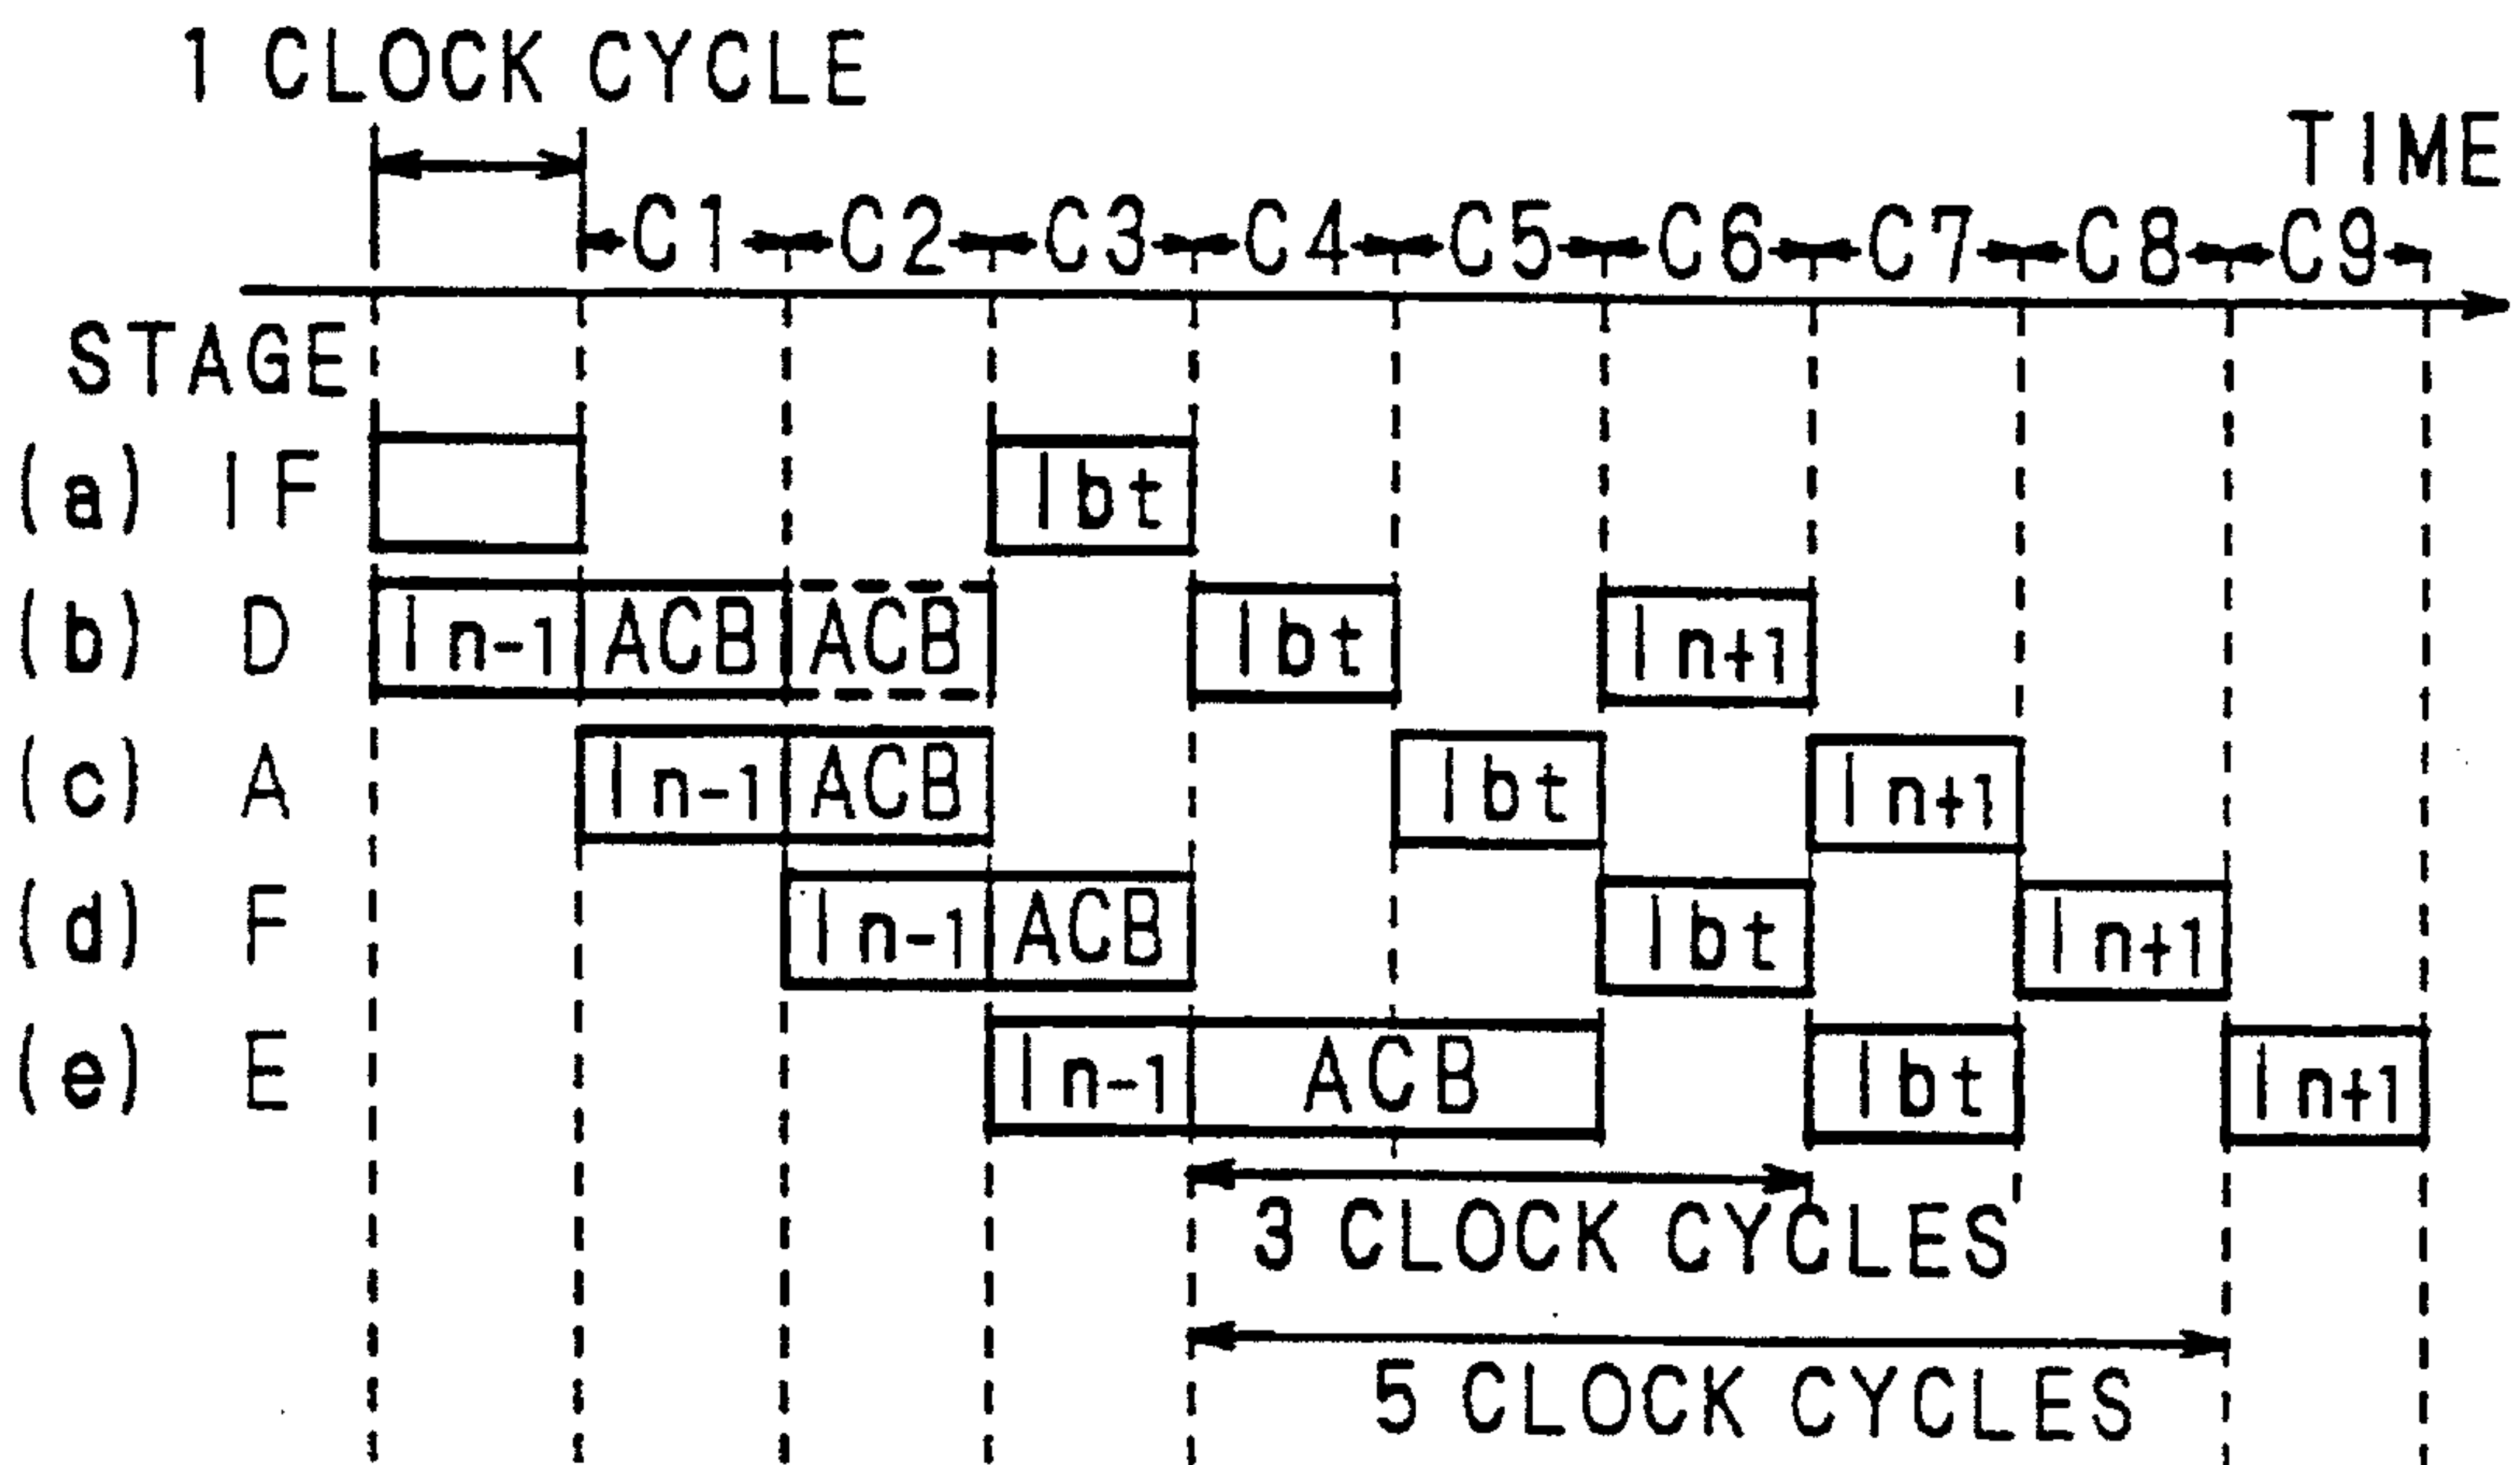 1 CLOCK CYCLE
TIME
C1 C2 C3 C4 C5 C6 C7 C8 C9
STAGE
(a) IF Ibt
(b) D In-1 ACB ACB Ibt In+1
(c) A In-1 ACB Ibt In+1
(d) F In-1 ACB Ibt In+1
(e) E In-1 ACB Ibt In+1
3 CLOCK CYCLES
5 CLOCK CYCLES